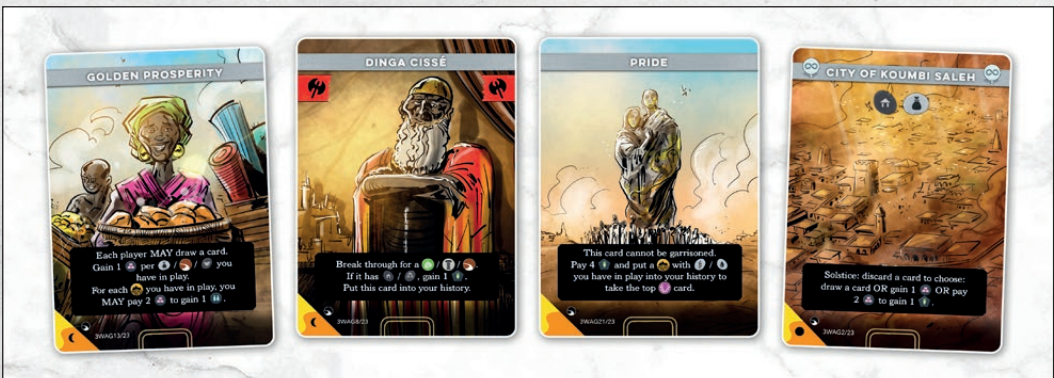 GOLDEN PROSPERITY
Each player MAY draw a card.
Gain 1 per / / you
have in play.
For each you have in play, you
MAY pay 2 to gain 1 .
3WAG13/23
DINGA CISSÉ
Break through for a / /
If it has / , gain 1 .
Put this card into your history.
3WAG8/23
PRIDE
This card cannot be garrisoned.
Pay 4 and put a with /
you have in play into your history to
take the top card.
3WAG21/23
CITY OF KOUMBI SALEH
Solstice: discard a card to choose:
draw a card OR gain 1 OR pay
2 to gain 1 .
3WAG2/23